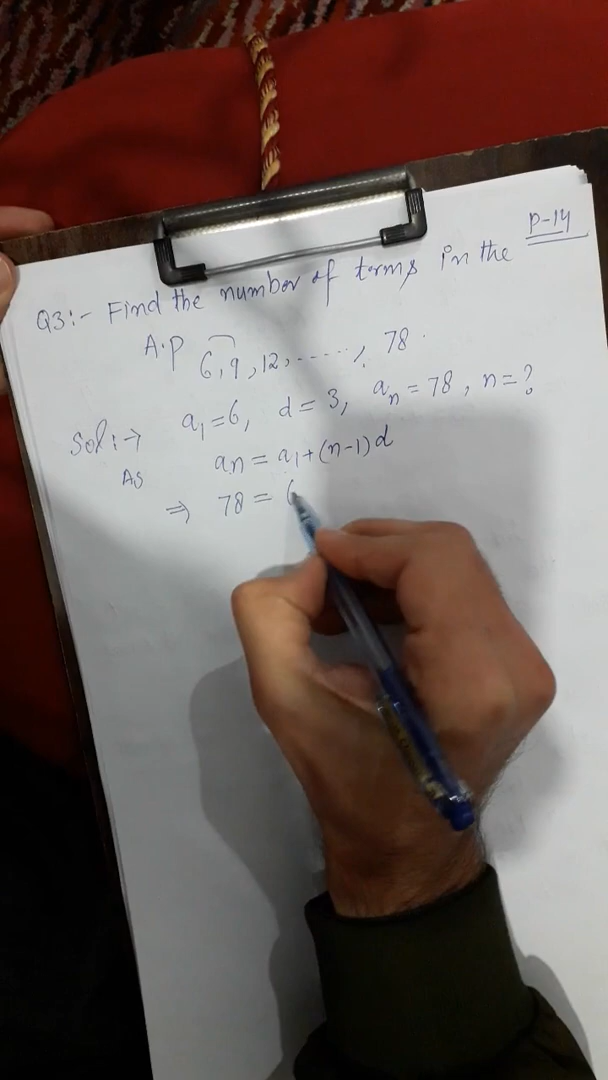 P-14
Q3:- Find the number of terms in the
A.P 6, 9, 12, ....., 78.
Sol:→ a₁=6, d=3, aₙ=78, n=?
As an = a₁+(n-1)d
⇒ 78 = 6